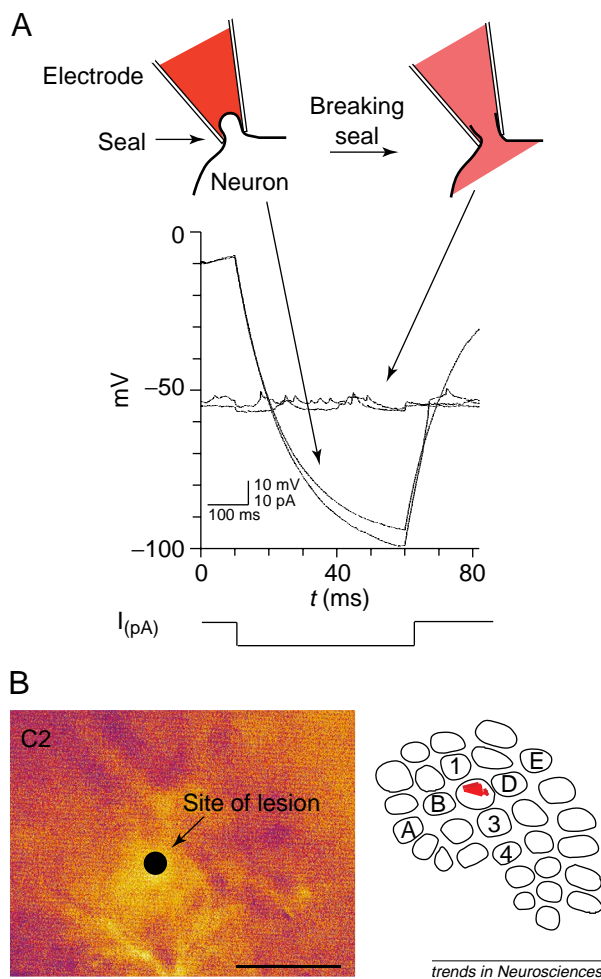 A
Electrode
Seal
Neuron
Breaking
seal
0
−50
−100
mV
10 mV
10 pA
100 ms
0
40
80
t (ms)
I(pA)
B
C2
Site of lesion
1
E
D
B
A
3
4
trends in Neurosciences